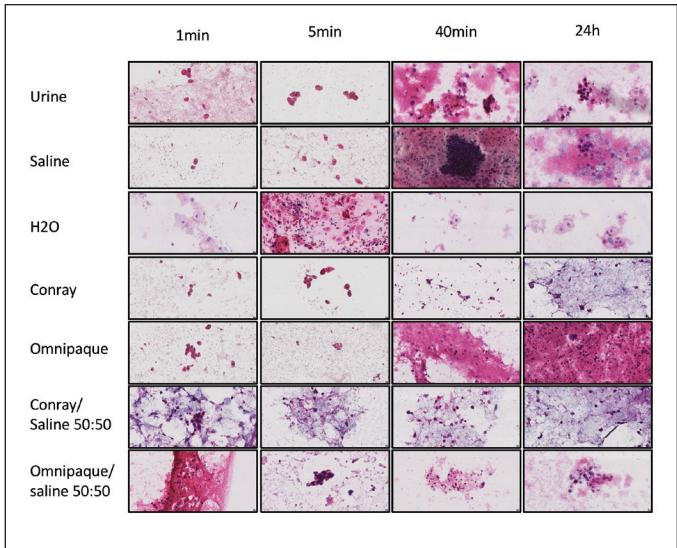 1min 5min 40min 24h
Urine
Saline
H2O
Conray
Omnipaque
Conray/
Saline 50:50
Omnipaque/
saline 50:50